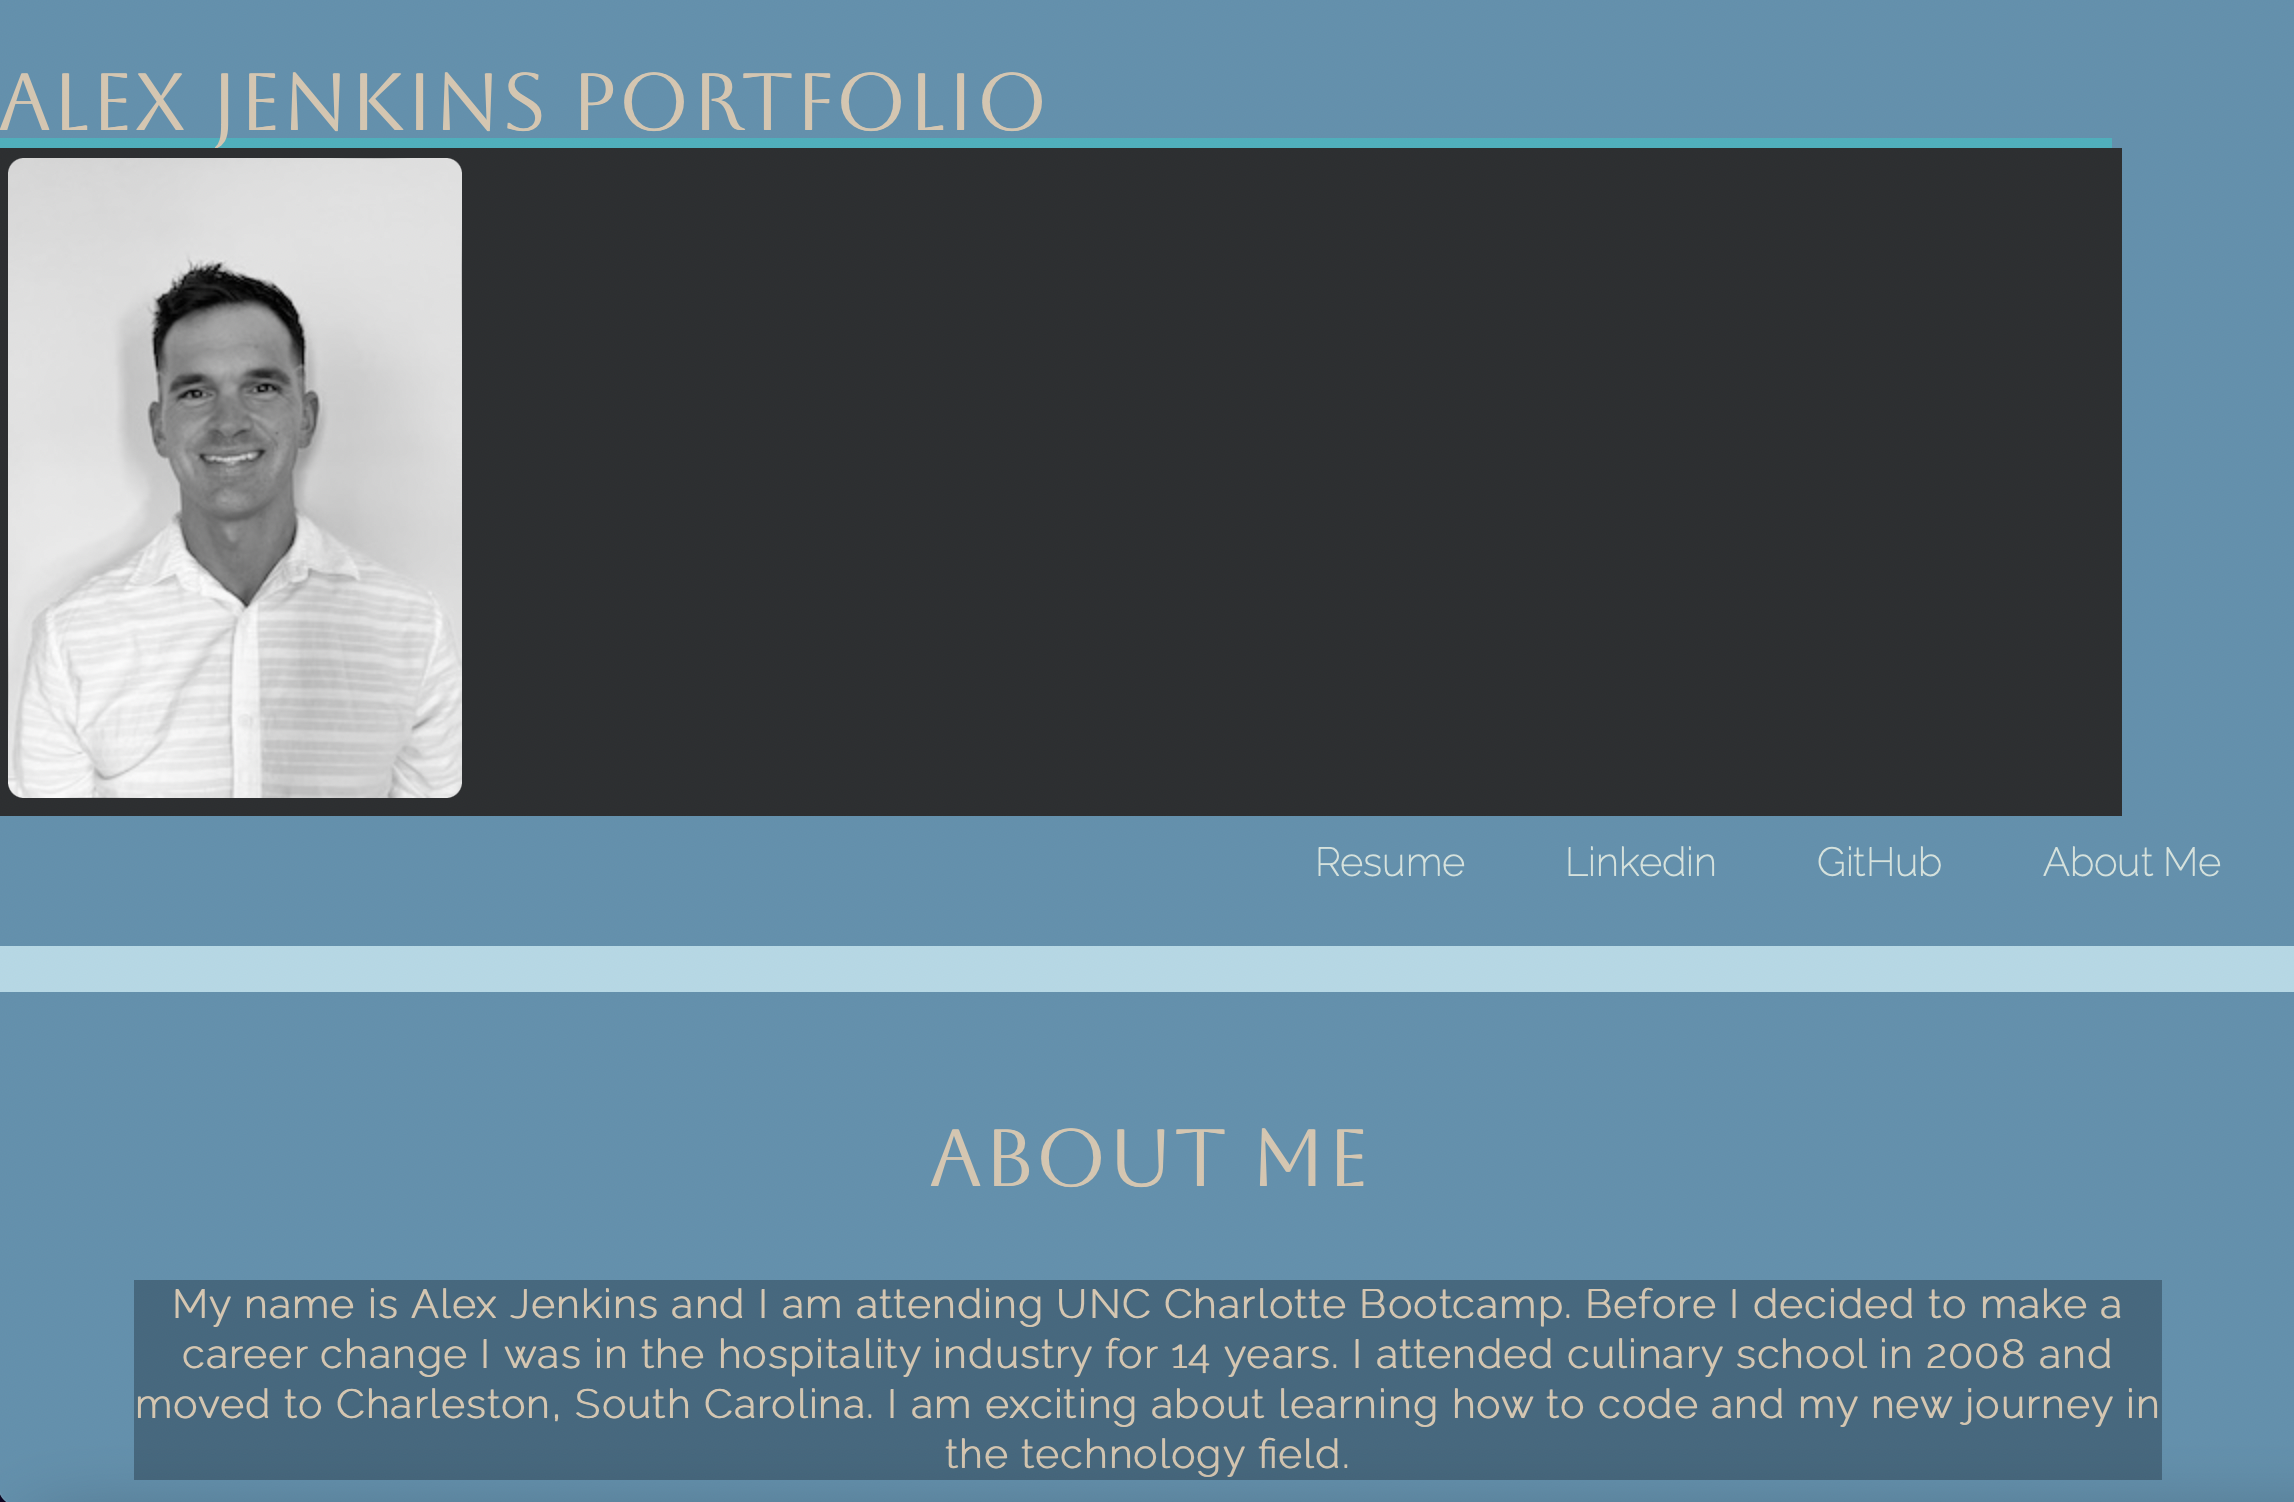 ALEX JENKINS PORTFOLIO
Resume Linkedin GitHub About Me
ABOUT ME
My name is Alex Jenkins and I am attending UNC Charlotte Bootcamp. Before I decided to make a
career change I was in the hospitality industry for 14 years. I attended culinary school in 2008 and
moved to Charleston, South Carolina. I am exciting about learning how to code and my new journey in
the technology field.